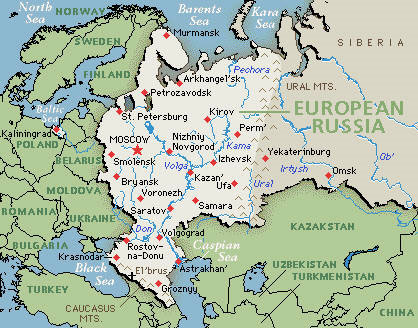 North
Sea
NORWAY
Barents
Sea
Kara
Sea
Murmansk
SIBERIA
SWEDEN
FINLAND
Arkhangel'sk
Pechora
URAL MTS.
Petrozavodsk
EUROPEAN
RUSSIA
Baltic
Sea
St. Petersburg
Kirov
Kaliningrad
MOSCOW
Nizhniy
Novgorod
Kama
Perm'
POLAND
Smolensk
Volga
Izhevsk
Yekaterinburg
Irtysh
Ob'
BELARUS
Bryansk
Kazan'
Ufa
Ural
Omsk
MOLDOVA
Voronezh
Saratov
Samara
ROMANIA
UKRAINE
Don
Volgograd
KAZAKHSTAN
BULGARIA
Rostov-
na-Donu
Krasnodar
Caspian
Sea
Astrakhan'
Black
Sea
El'brus
UZBEKISTAN
TURKMENISTAN
CHINA
TURKEY
Groznyy
CAUCASUS
MTS.